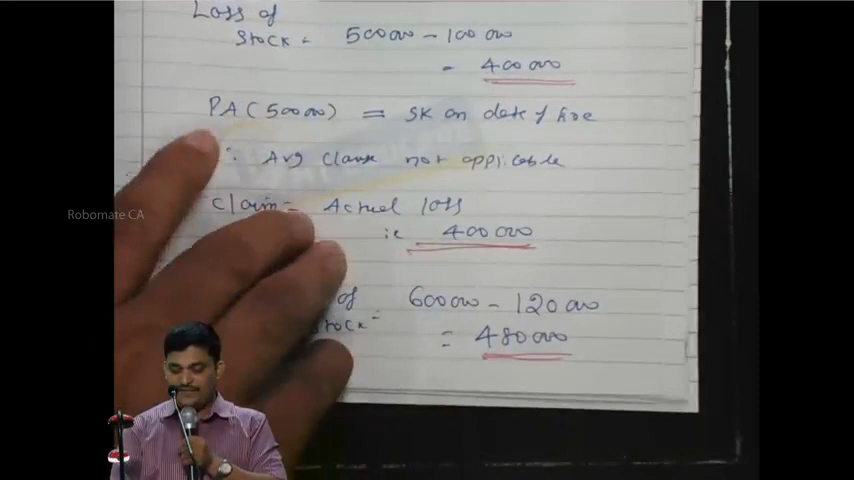 Loss of
Stock = 500000 - 100000
= 400000
PA (500000) = SK on date of fire
∵ Avg Clause not applicable
Claim = Actual loss
ie 400000
Robomate CA
of 600000 - 120000
Stock =
= 480000